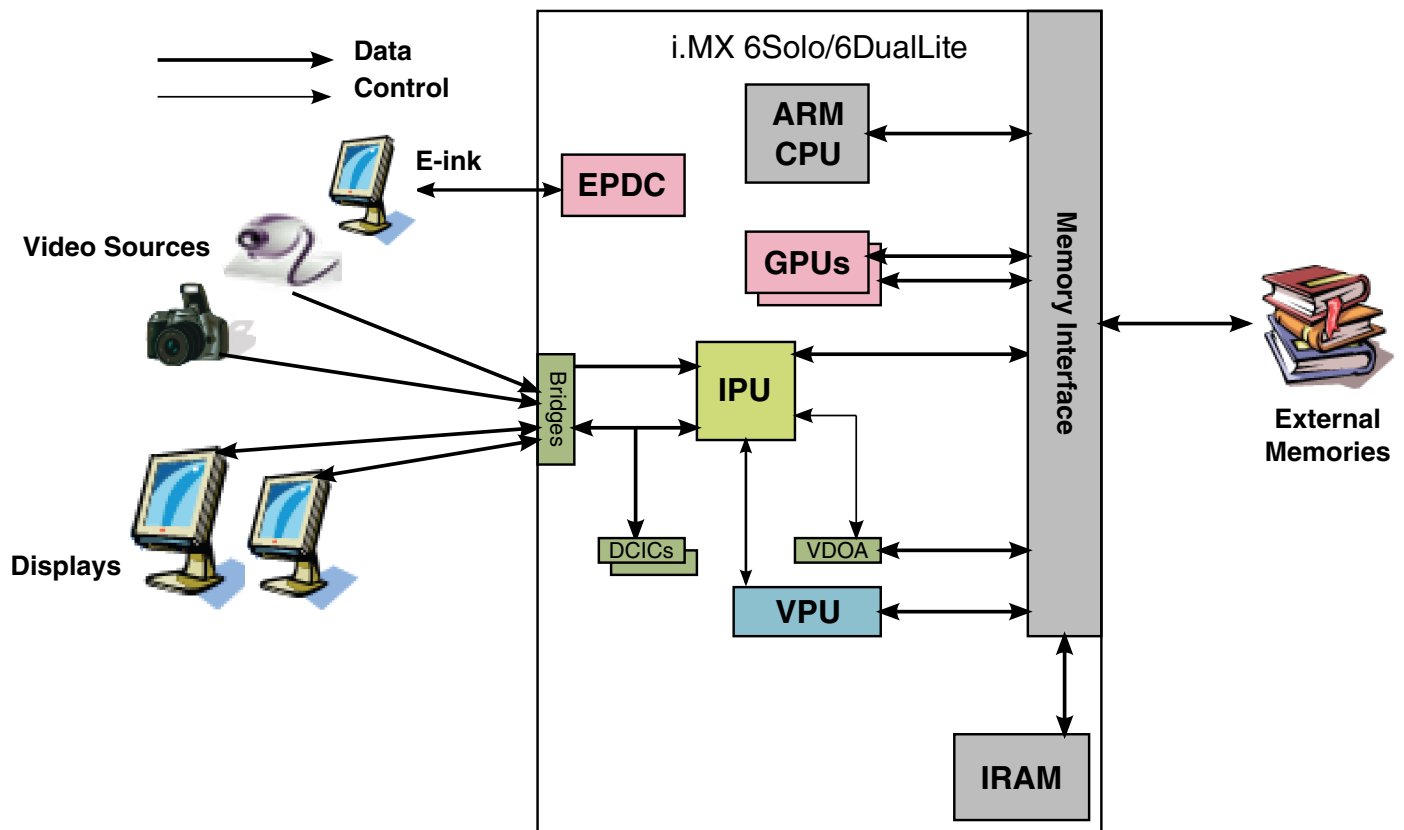 i.MX 6Solo/6DualLite
Data
Control
ARM
CPU
E-ink
EPDC
Video Sources
GPUs
Memory Interface
Bridges
IPU
External
Memories
DCICs
VDOA
Displays
VPU
IRAM